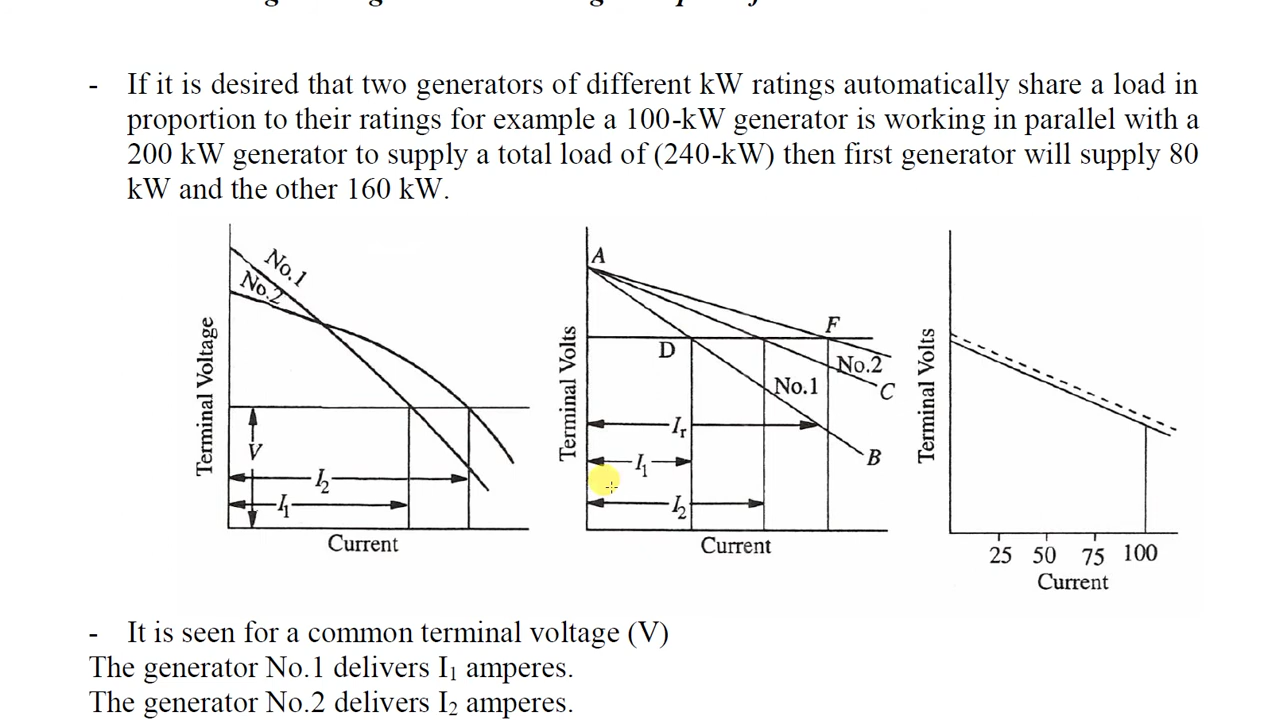 - If it is desired that two generators of different kW ratings automatically share a load in
proportion to their ratings for example a 100-kW generator is working in parallel with a
200 kW generator to supply a total load of (240-kW) then first generator will supply 80
kW and the other 160 kW.
Terminal Voltage
No.1
No.2
V
I₂
I₁
Current
Terminal Volts
A
F
D
No.2
C
No.1
Iᵣ
B
I₁
I₂
Current
Terminal Volts
25 50 75 100
Current
- It is seen for a common terminal voltage (V)
The generator No.1 delivers I₁ amperes.
The generator No.2 delivers I₂ amperes.